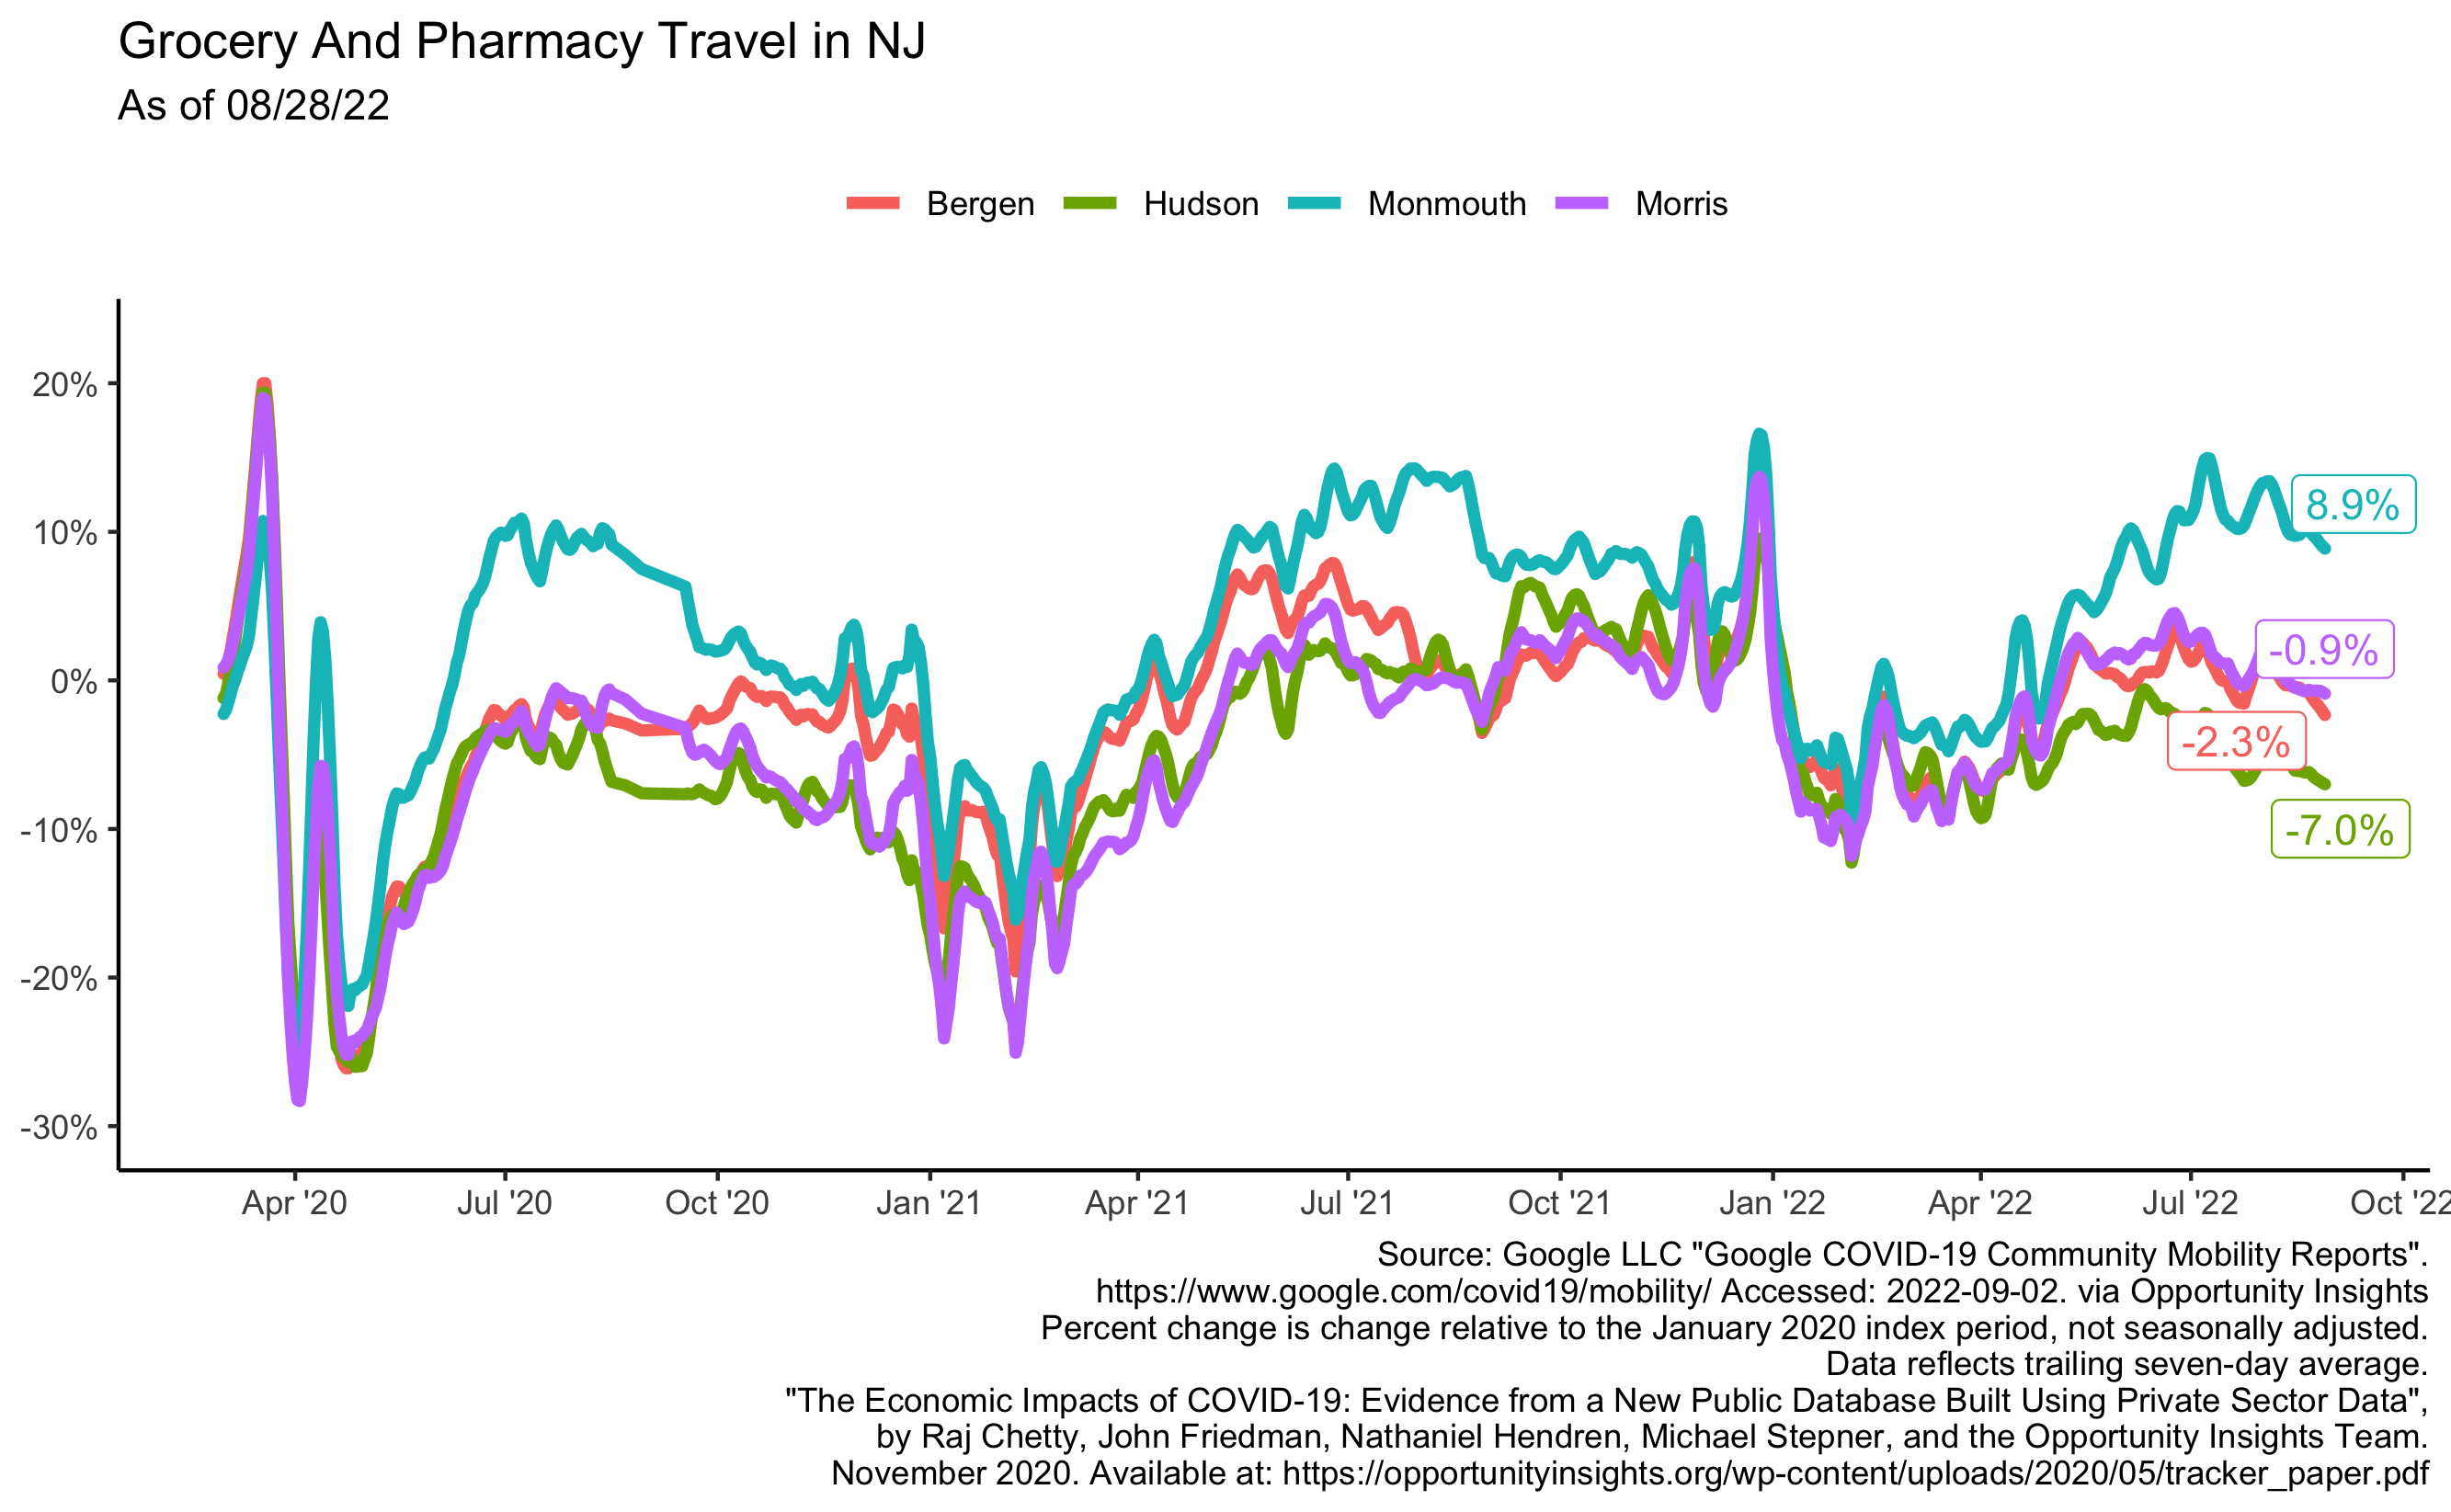 Grocery And Pharmacy Travel in NJ
As of 08/28/22
Bergen Hudson Monmouth Morris
20%
10%
0%
-10%
-20%
-30%
8.9%
-0.9%
-2.3%
-7.0%
Apr '20 Jul '20 Oct '20 Jan '21 Apr '21 Jul '21 Oct '21 Jan '22 Apr '22 Jul '22 Oct '22
Source: Google LLC "Google COVID-19 Community Mobility Reports".
https://www.google.com/covid19/mobility/ Accessed: 2022-09-02. via Opportunity Insights
Percent change is change relative to the January 2020 index period, not seasonally adjusted.
Data reflects trailing seven-day average.
"The Economic Impacts of COVID-19: Evidence from a New Public Database Built Using Private Sector Data",
by Raj Chetty, John Friedman, Nathaniel Hendren, Michael Stepner, and the Opportunity Insights Team.
November 2020. Available at: https://opportunityinsights.org/wp-content/uploads/2020/05/tracker_paper.pdf